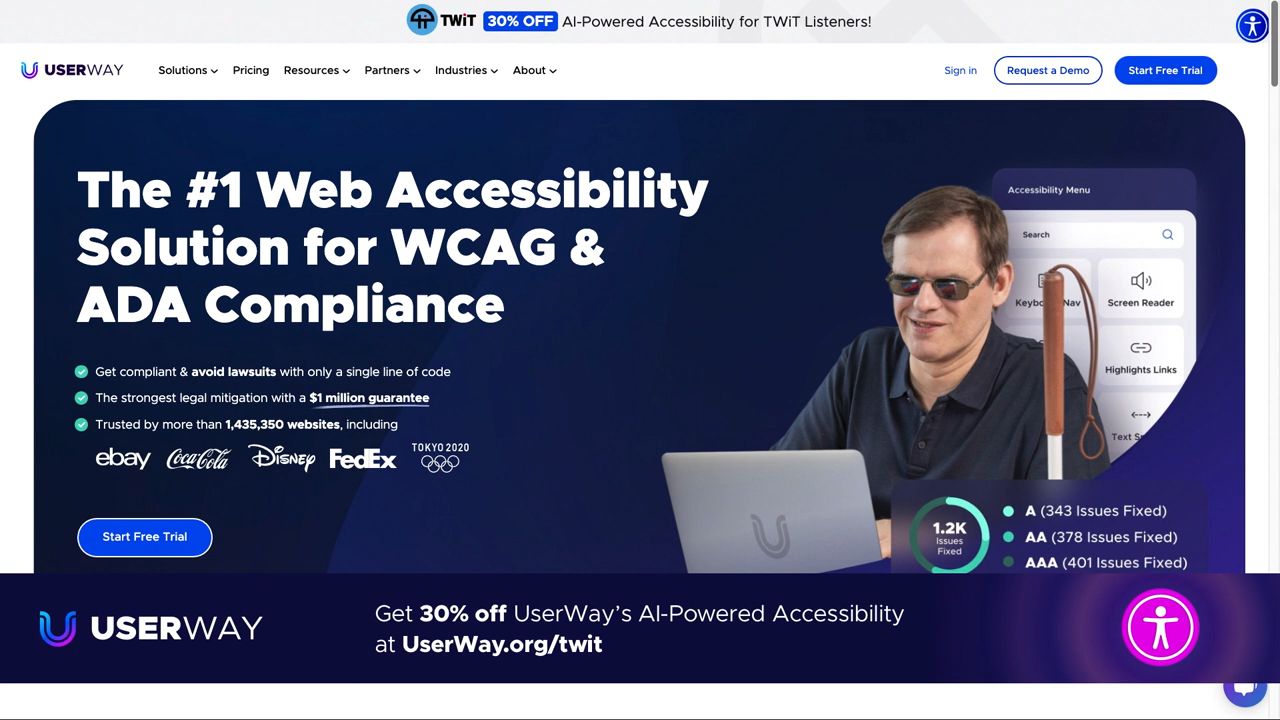 TWiT 30% OFF AI-Powered Accessibility for TWiT Listeners!
USERWAY Solutions Pricing Resources Partners Industries About Sign in Request a Demo Start Free Trial
The #1 Web Accessibility
Solution for WCAG &
ADA Compliance
Get compliant & avoid lawsuits with only a single line of code
The strongest legal mitigation with a $1 million guarantee
Trusted by more than 1,435,350 websites, including
ebay Coca-Cola Disney FedEx TOKYO 2020
Start Free Trial
Accessibility Menu
Search
Screen Reader
Highlights Links
1.2K
Issues
Fixed
A (343 Issues Fixed)
AA (378 Issues Fixed)
AAA (401 Issues Fixed)
USERWAY
Get 30% off UserWay's AI-Powered Accessibility
at UserWay.org/twit